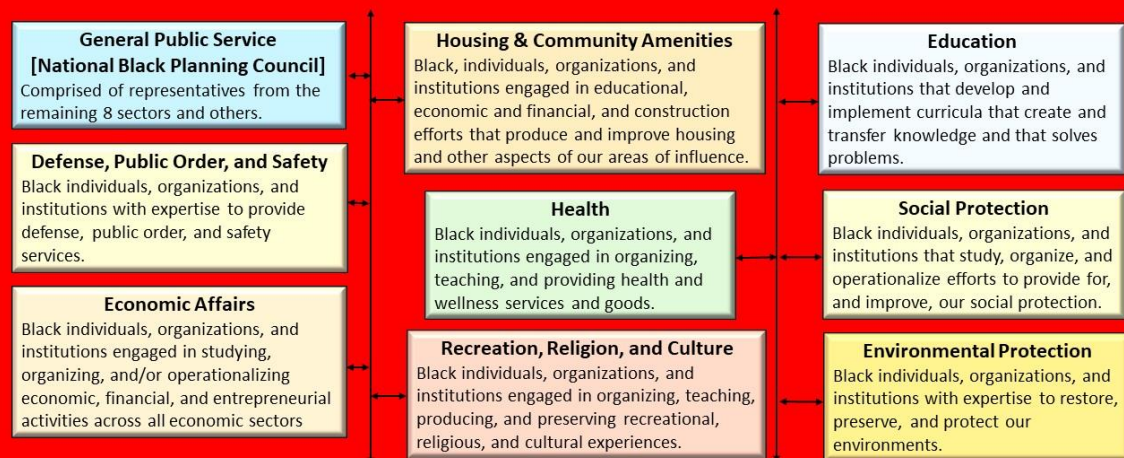 General Public Service
[National Black Planning Council]
Comprised of representatives from the
remaining 8 sectors and others.
Defense, Public Order, and Safety
Black individuals, organizations, and
institutions with expertise to provide
defense, public order, and safety
services.
Economic Affairs
Black individuals, organizations, and
institutions engaged in studying,
organizing, and/or operationalizing
economic, financial, and entrepreneurial
activities across all economic sectors
Housing & Community Amenities
Black, individuals, organizations, and
institutions engaged in educational,
economic and financial, and construction
efforts that produce and improve housing
and other aspects of our areas of influence.
Health
Black individuals, organizations, and
institutions engaged in organizing,
teaching, and providing health and
wellness services and goods.
Recreation, Religion, and Culture
Black individuals, organizations, and
institutions engaged in organizing, teaching,
producing, and preserving recreational,
religious, and cultural experiences.
Education
Black individuals, organizations, and
institutions that develop and
implement curricula that create and
transfer knowledge and that solves
problems.
Social Protection
Black individuals, organizations, and
institutions that study, organize, and
operationalize efforts to provide for,
and improve, our social protection.
Environmental Protection
Black individuals, organizations, and
institutions with expertise to restore,
preserve, and protect our
environments.